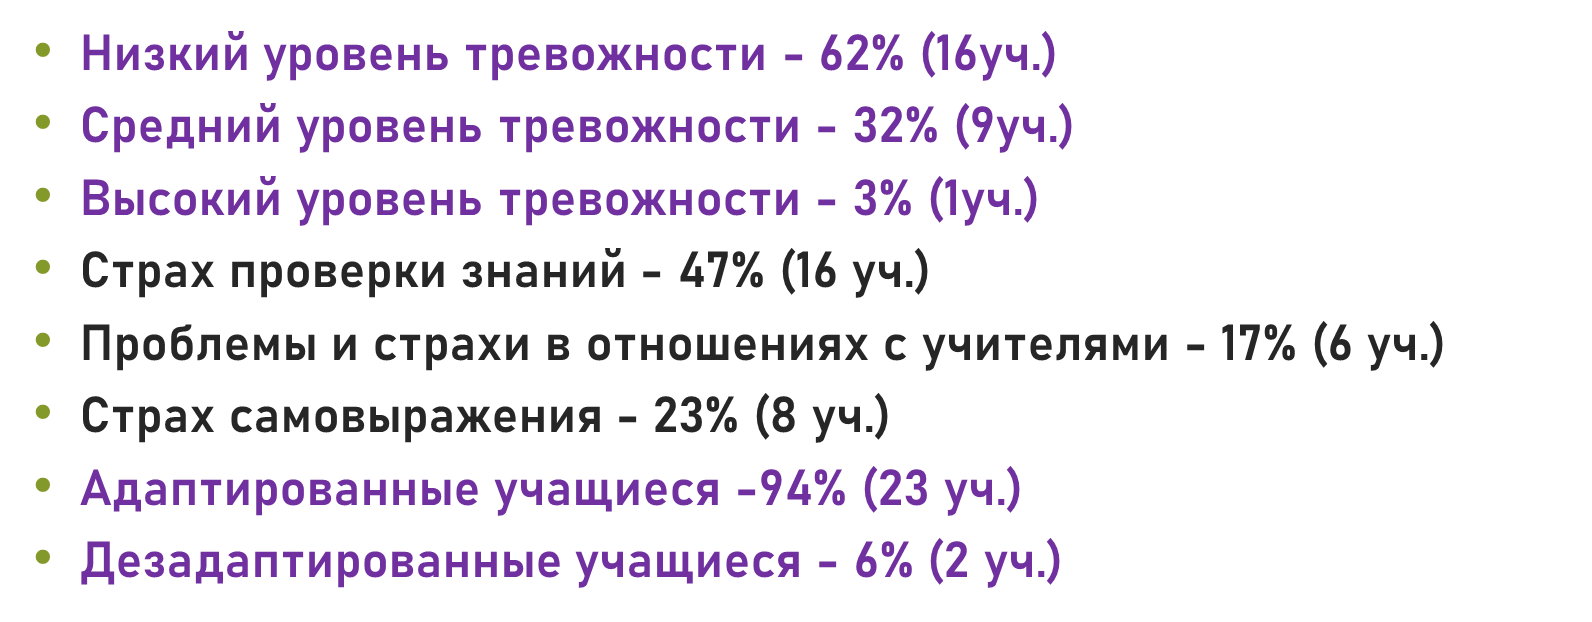 • Низкий уровень тревожности - 62% (16уч.)
• Средний уровень тревожности - 32% (9уч.)
• Высокий уровень тревожности - 3% (1уч.)
• Страх проверки знаний - 47% (16 уч.)
• Проблемы и страхи в отношениях с учителями - 17% (6 уч.)
• Страх самовыражения - 23% (8 уч.)
• Адаптированные учащиеся -94% (23 уч.)
• Дезадаптированные учащиеся - 6% (2 уч.)